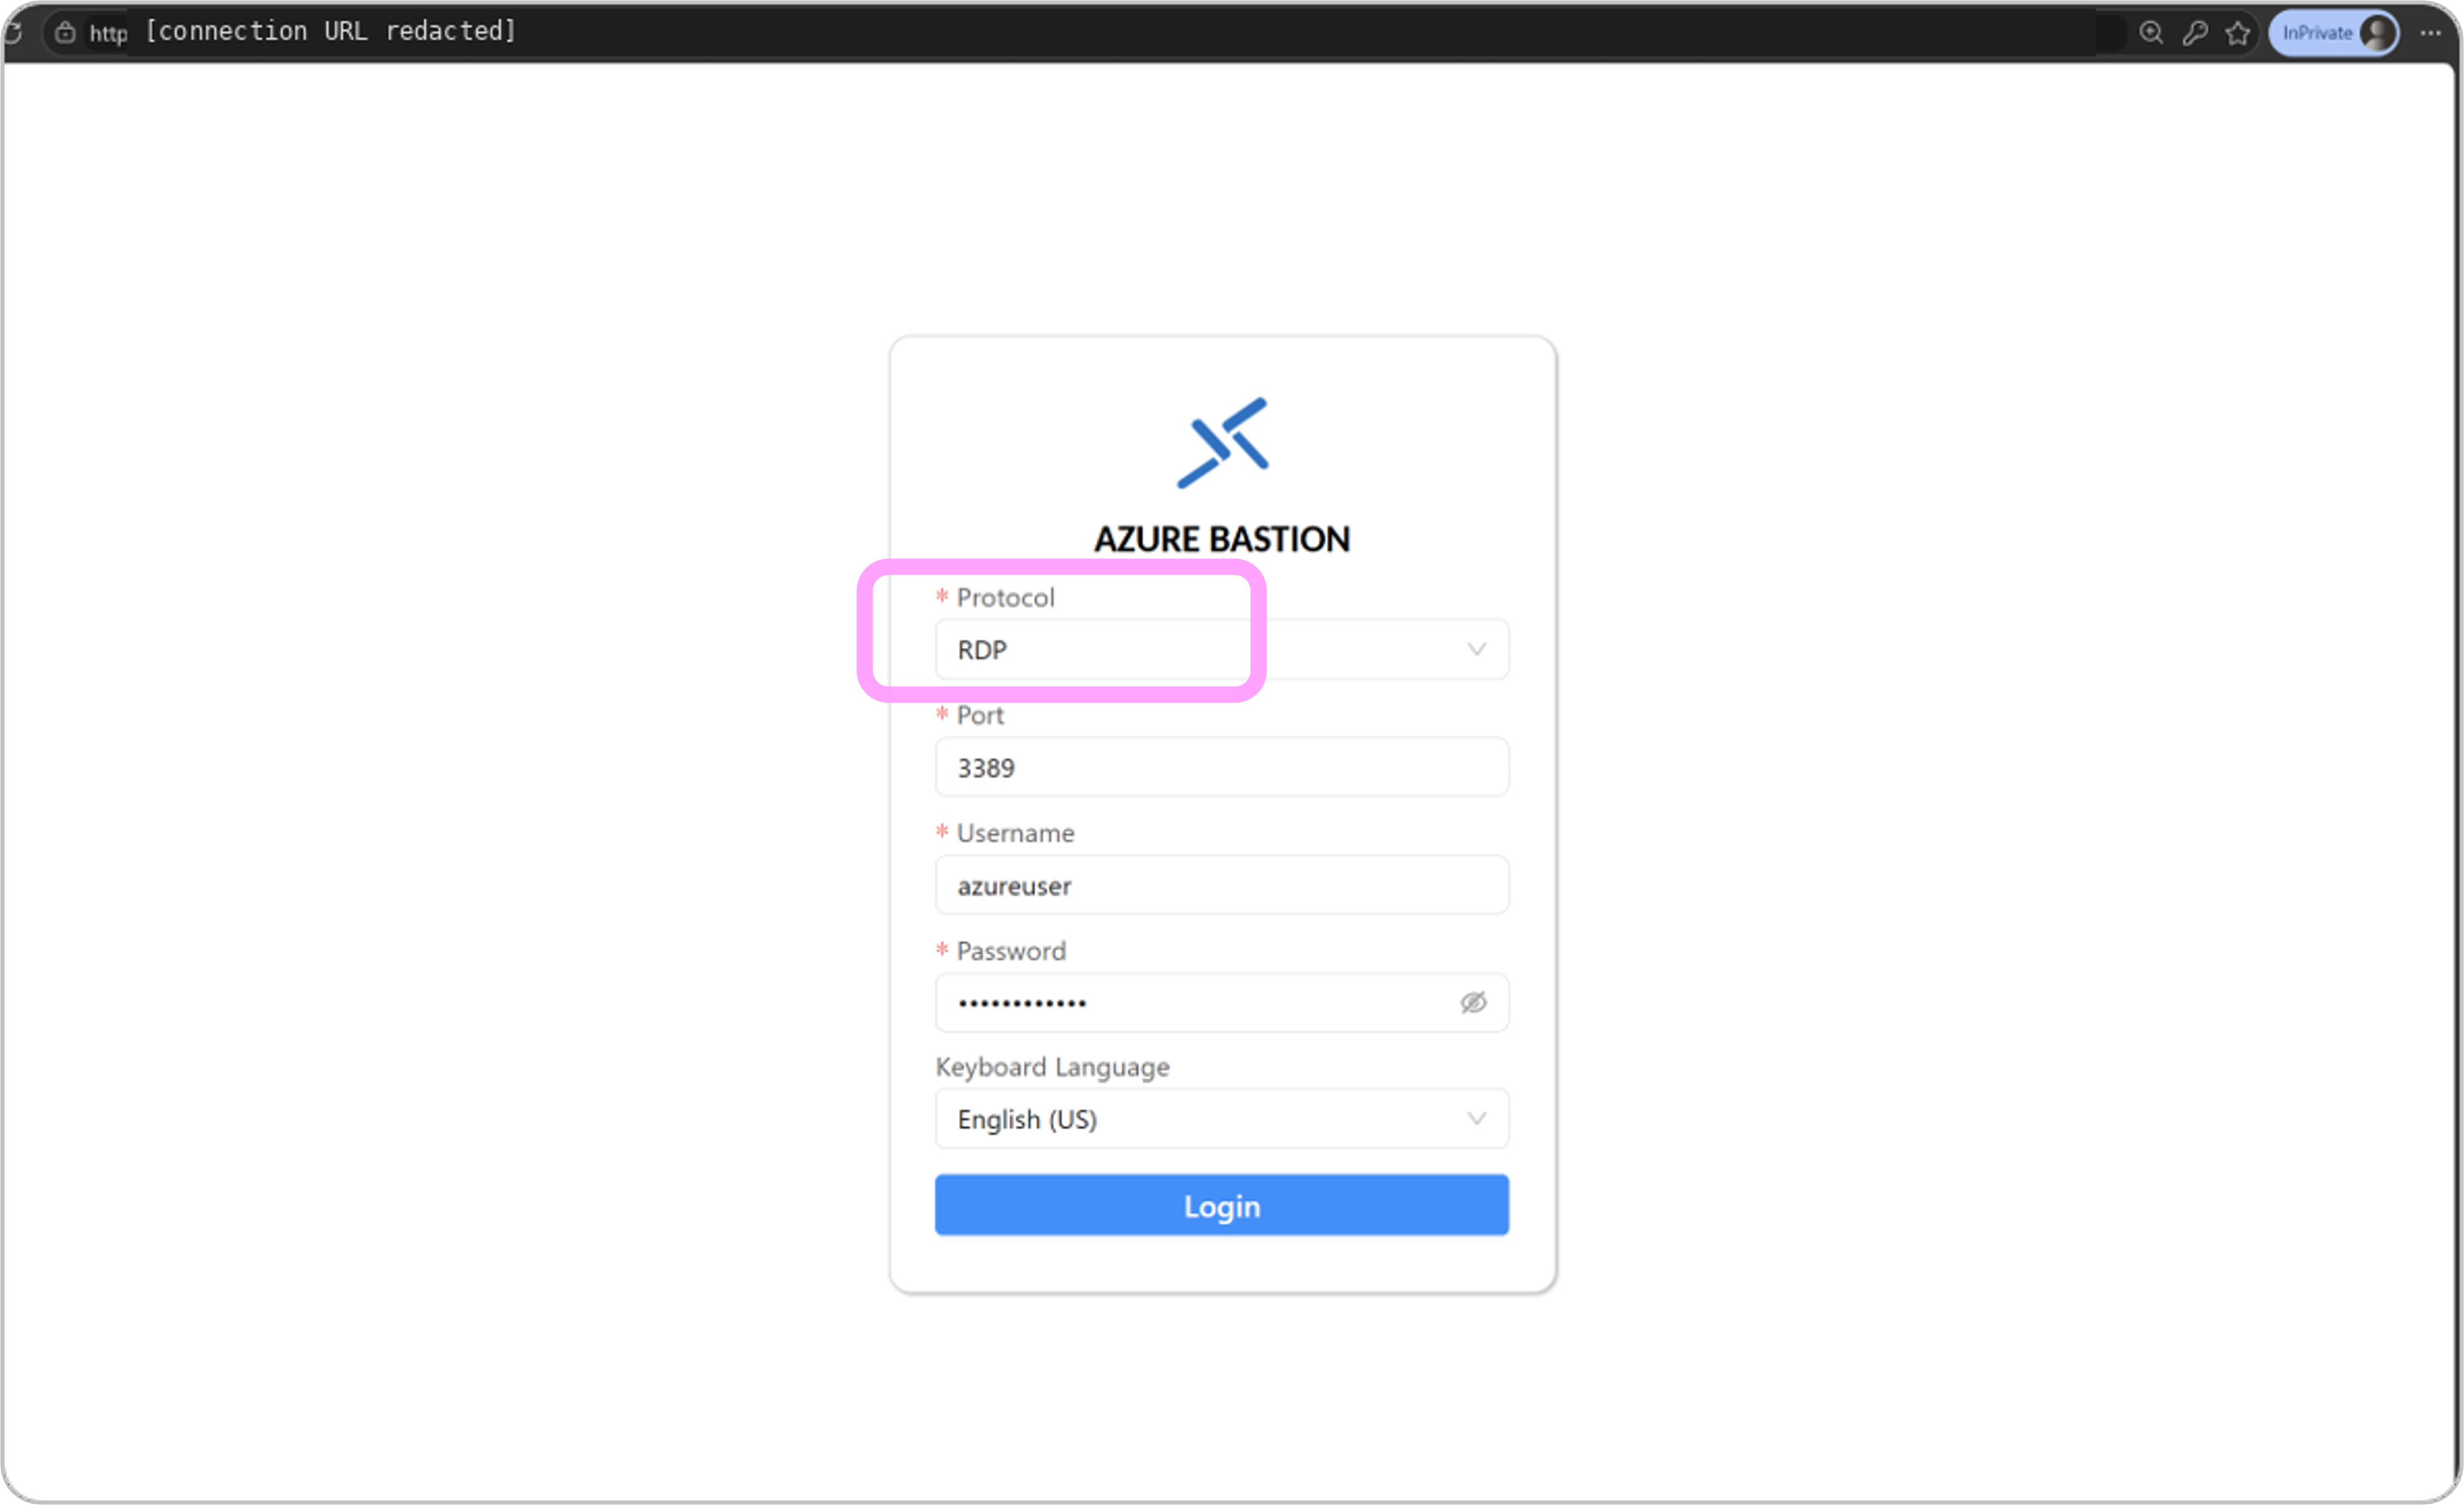 http [connection URL redacted]
InPrivate
AZURE BASTION
* Protocol
RDP
* Port
3389
* Username
azureuser
* Password
••••••••••••
Keyboard Language
English (US)
Login